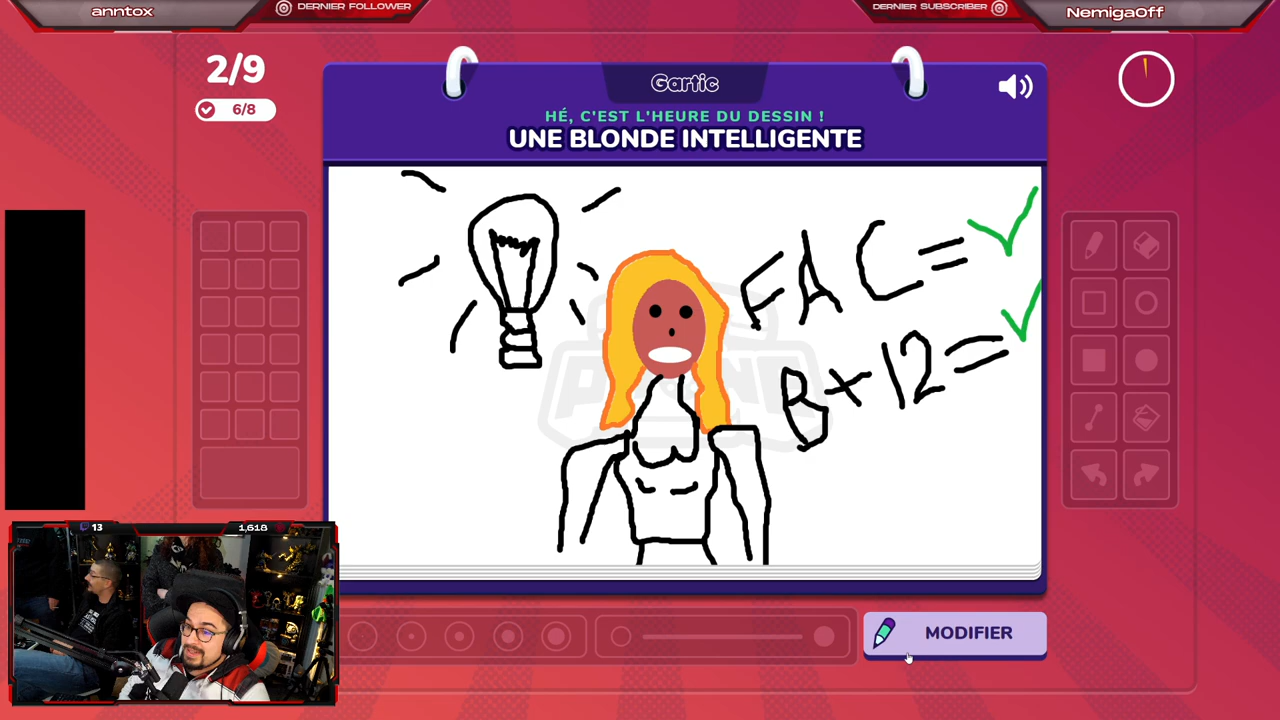 anntox
DERNIER FOLLOWER
DERNIER SUBSCRIBER
NemigaOff
2/9
6/8
Gartic
HÉ, C'EST L'HEURE DU DESSIN !
UNE BLONDE INTELLIGENTE
FAC =
B+12=
MODIFIER
13
1,618